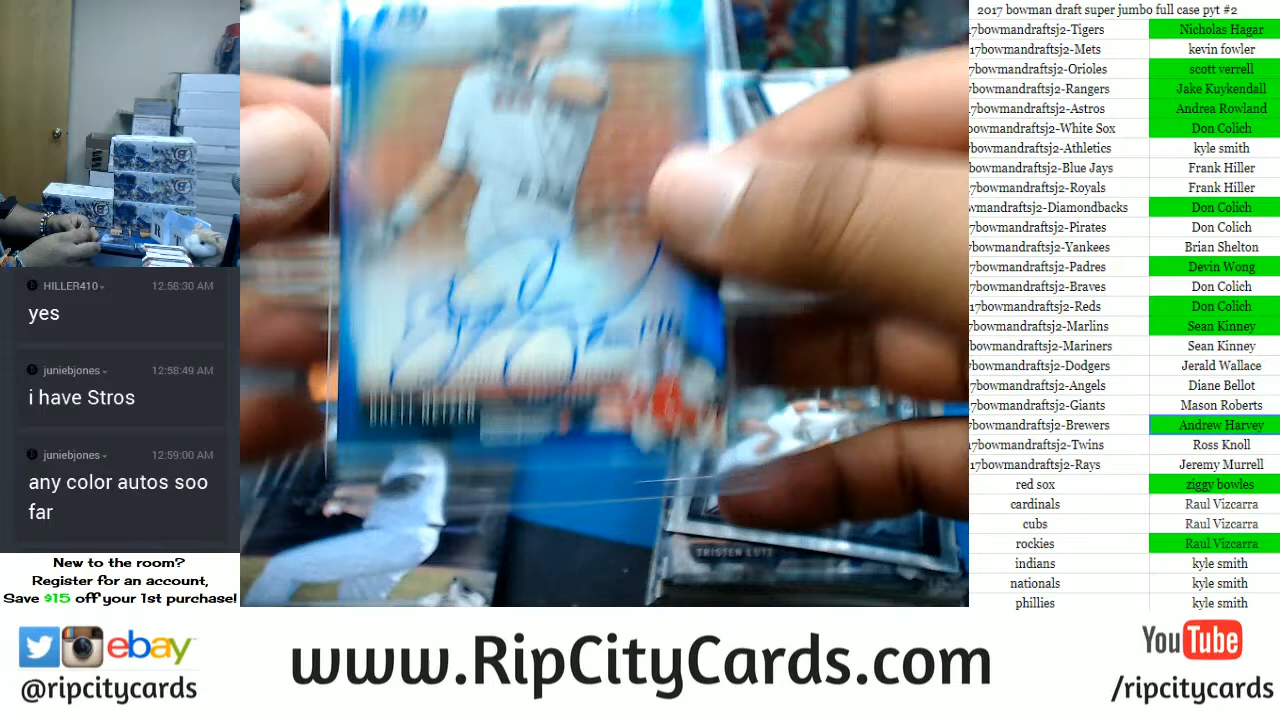 2017 bowman draft super jumbo full case pyt #2
17bowmandraftsj2-Tigers Nicholas Hagar
7bowmandraftsj2-Mets kevin fowler
7bowmandraftsj2-Orioles scott verrell
7bowmandraftsj2-Rangers Jake Kuykendall
7bowmandraftsj2-Astros Andrea Rowland
bowmandraftsj2-White Sox Don Colich
bowmandraftsj2-Athletics kyle smith
bowmandraftsj2-Blue Jays Frank Hiller
7bowmandraftsj2-Royals Frank Hiller
wmandraftsj2-Diamondbacks Don Colich
7bowmandraftsj2-Pirates Don Colich
bowmandraftsj2-Yankees Brian Shelton
7bowmandraftsj2-Padres Devin Wong
7bowmandraftsj2-Braves Don Colich
17bowmandraftsj2-Reds Don Colich
7bowmandraftsj2-Marlins Sean Kinney
bowmandraftsj2-Mariners Sean Kinney
7bowmandraftsj2-Dodgers Jerald Wallace
7bowmandraftsj2-Angels Diane Bellot
7bowmandraftsj2-Giants Mason Roberts
7bowmandraftsj2-Brewers Andrew Harvey
17bowmandraftsj2-Twins Ross Knoll
17bowmandraftsj2-Rays Jeremy Murrell
red sox ziggy bowles
cardinals Raul Vizcarra
cubs Raul Vizcarra
rockies Raul Vizcarra
indians kyle smith
nationals kyle smith
phillies kyle smith
HILLER410 12:58:30 AM
yes
juniebjones 12:58:49 AM
i have Stros
juniebjones 12:59:00 AM
any color autos soo
far
New to the room?
Register for an account,
Save $15 off your 1st purchase!
TRISTEN LUTZ
ebay
@ripcitycards
www.RipCityCards.com
YouTube
/ripcitycards